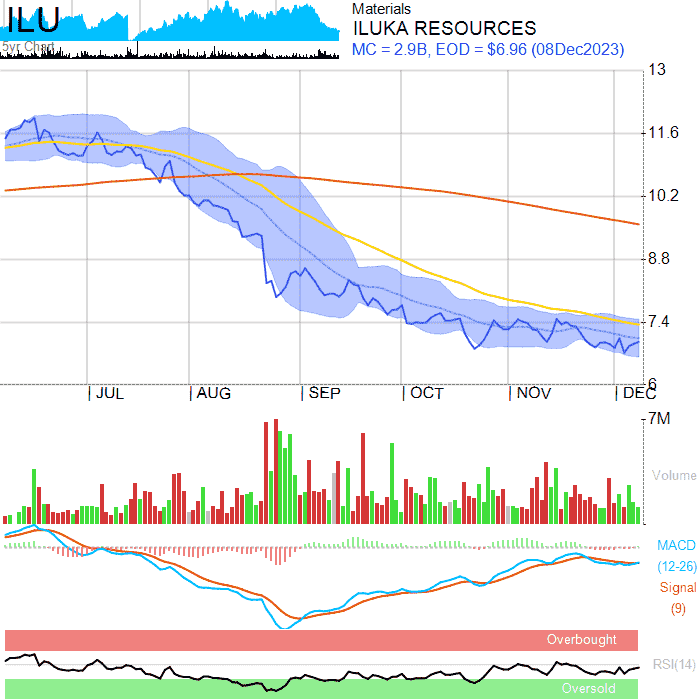 ILU
5yr Chart
Materials
ILUKA RESOURCES
MC = 2.9B, EOD = $6.96 (08Dec2023)
13
11.6
10.2
8.8
7.4
6
JUL AUG SEP OCT NOV DEC
7M
Volume
MACD
(12-26)
Signal
(9)
Overbought
RSI(14)
Oversold